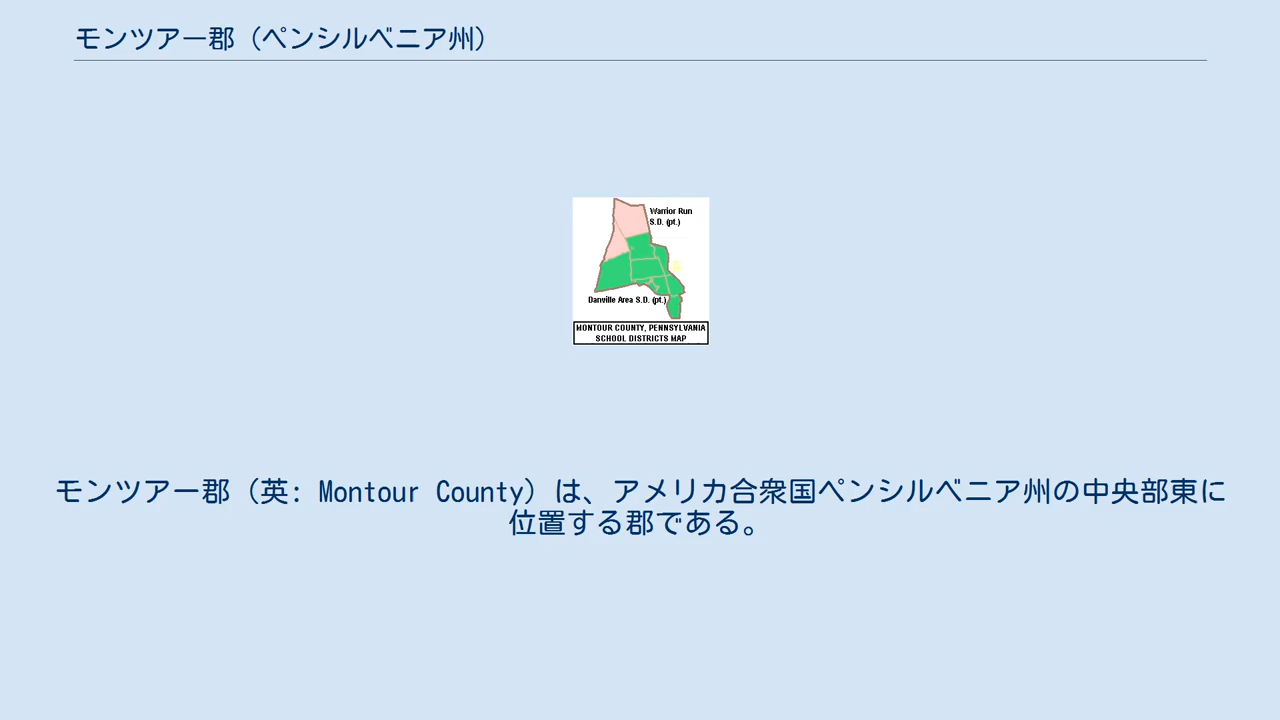 モンツアー郡（ペンシルベニア州）
Warrior Run
S.D. (pt.)
Danville Area S.D. (pt.)
MONTOUR COUNTY, PENNSYLVANIA
SCHOOL DISTRICTS MAP
モンツアー郡（英: Montour County）は、アメリカ合衆国ペンシルベニア州の中央部東に
位置する郡である。